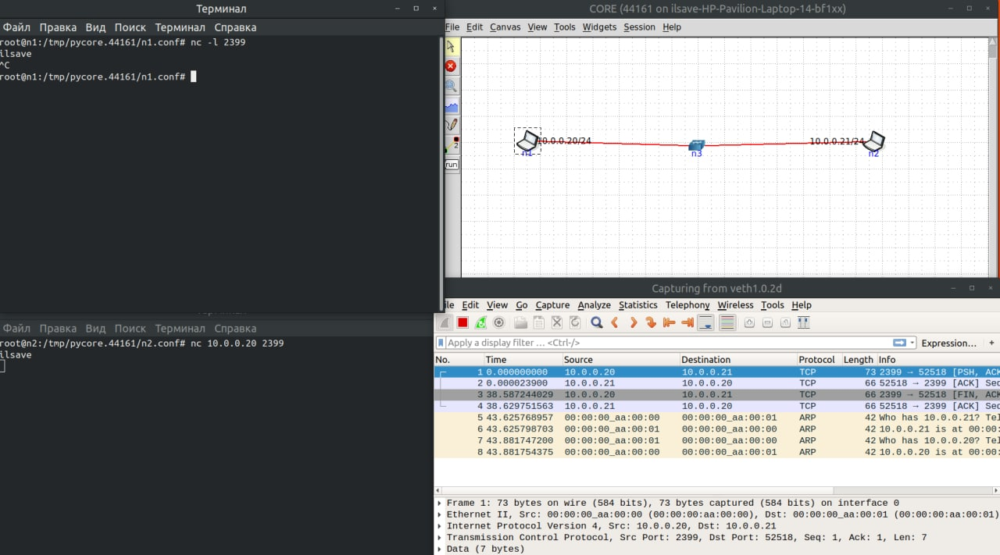 Терминал
Файл Правка Вид Поиск Терминал Справка
root@n1:/tmp/pycore.44161/n1.conf# nc -l 2399
ilsave
^C
root@n1:/tmp/pycore.44161/n1.conf#
CORE (44161 on ilsave-HP-Pavilion-Laptop-14-bf1xx)
File Edit Canvas View Tools Widgets Session Help
2
run
10.0.0.20/24
n1
n3
10.0.0.21/24
n2
Файл Правка Вид Поиск Терминал Справка
root@n2:/tmp/pycore.44161/n2.conf# nc 10.0.0.20 2399
ilsave
Capturing from veth1.0.2d
Edit View Go Capture Analyze Statistics Telephony Wireless Tools Help
Apply a display filter … <Ctrl-/>
Expression… +
No. Time Source Destination Protocol Length Info
1 0.000000000 10.0.0.20 10.0.0.21 TCP 73 2399 → 52518 [PSH, ACK
2 0.000023900 10.0.0.21 10.0.0.20 TCP 66 52518 → 2399 [ACK] Seq
3 38.587244029 10.0.0.20 10.0.0.21 TCP 66 2399 → 52518 [FIN, ACK
4 38.629751563 10.0.0.21 10.0.0.20 TCP 66 52518 → 2399 [ACK] Seq
5 43.625768957 00:00:00_aa:00:00 00:00:00_aa:00:01 ARP 42 Who has 10.0.0.21? Tel
6 43.625798703 00:00:00_aa:00:01 00:00:00_aa:00:00 ARP 42 10.0.0.21 is at 00:00:
7 43.881747200 00:00:00_aa:00:01 00:00:00_aa:00:00 ARP 42 Who has 10.0.0.20? Tel
8 43.881754375 00:00:00_aa:00:00 00:00:00_aa:00:01 ARP 42 10.0.0.20 is at 00:00:
Frame 1: 73 bytes on wire (584 bits), 73 bytes captured (584 bits) on interface 0
Ethernet II, Src: 00:00:00_aa:00:00 (00:00:00:aa:00:00), Dst: 00:00:00_aa:00:01 (00:00:00:aa:00:01)
Internet Protocol Version 4, Src: 10.0.0.20, Dst: 10.0.0.21
Transmission Control Protocol, Src Port: 2399, Dst Port: 52518, Seq: 1, Ack: 1, Len: 7
Data (7 bytes)